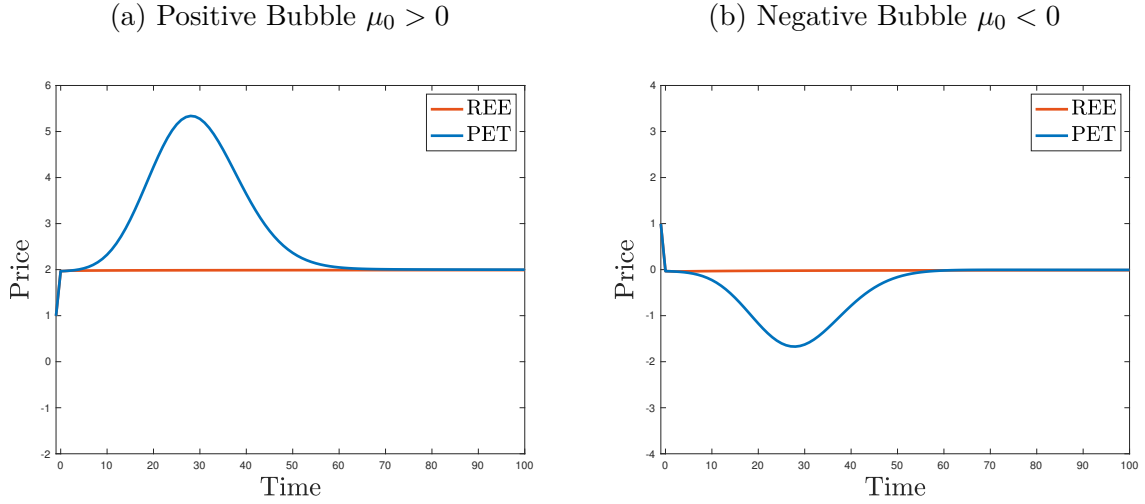 (a) Positive Bubble μ₀ > 0
6
5
4
3
2
1
0
-1
-2
Price
0 10 20 30 40 50 60 70 80 90 100
Time
REE
PET
(b) Negative Bubble μ₀ < 0
4
3
2
1
0
-1
-2
-3
-4
Price
0 10 20 30 40 50 60 70 80 90 100
Time
REE
PET